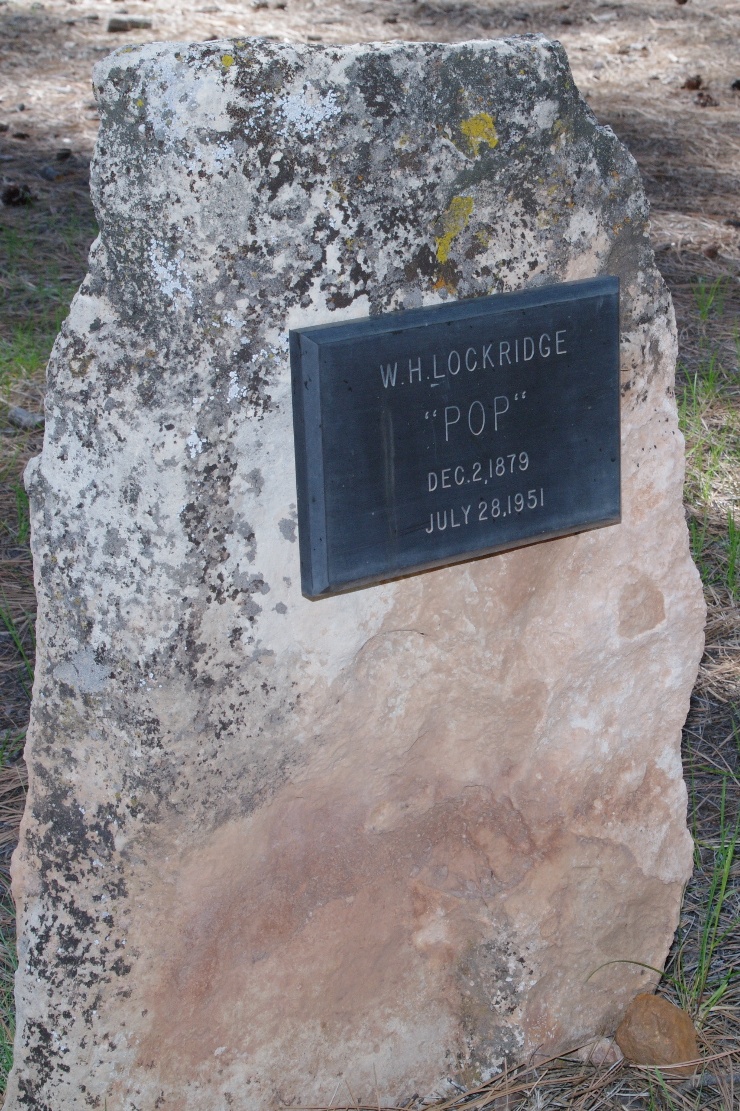 W.H.LOCKRIDGE
“POP“
DEC.2,1879
JULY 28,1951